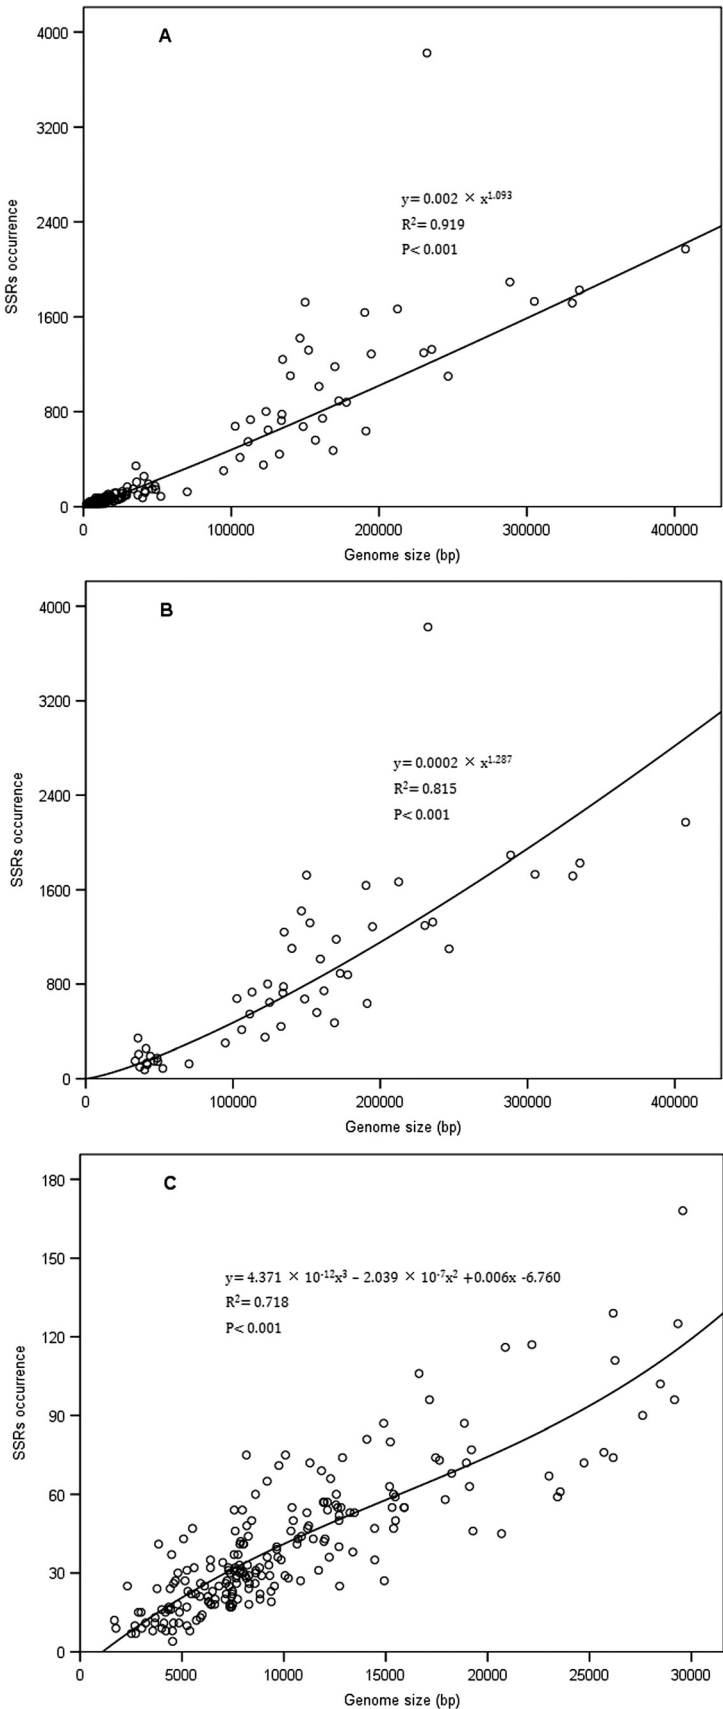 A
4000
3200
2400
1600
800
0
SSRs occurrence
y= 0.002 × x^1.093
R²= 0.919
P< 0.001
0 100000 200000 300000 400000
Genome size (bp)
B
4000
3200
2400
1600
800
0
SSRs occurrence
y= 0.0002 × x^1.287
R²= 0.815
P< 0.001
0 100000 200000 300000 400000
Genome size (bp)
C
180
150
120
90
60
30
0
SSRs occurrence
y= 4.371 × 10^-12x³ – 2.039 × 10^-7x² +0.006x -6.760
R²= 0.718
P< 0.001
0 5000 10000 15000 20000 25000 30000
Genome size (bp)